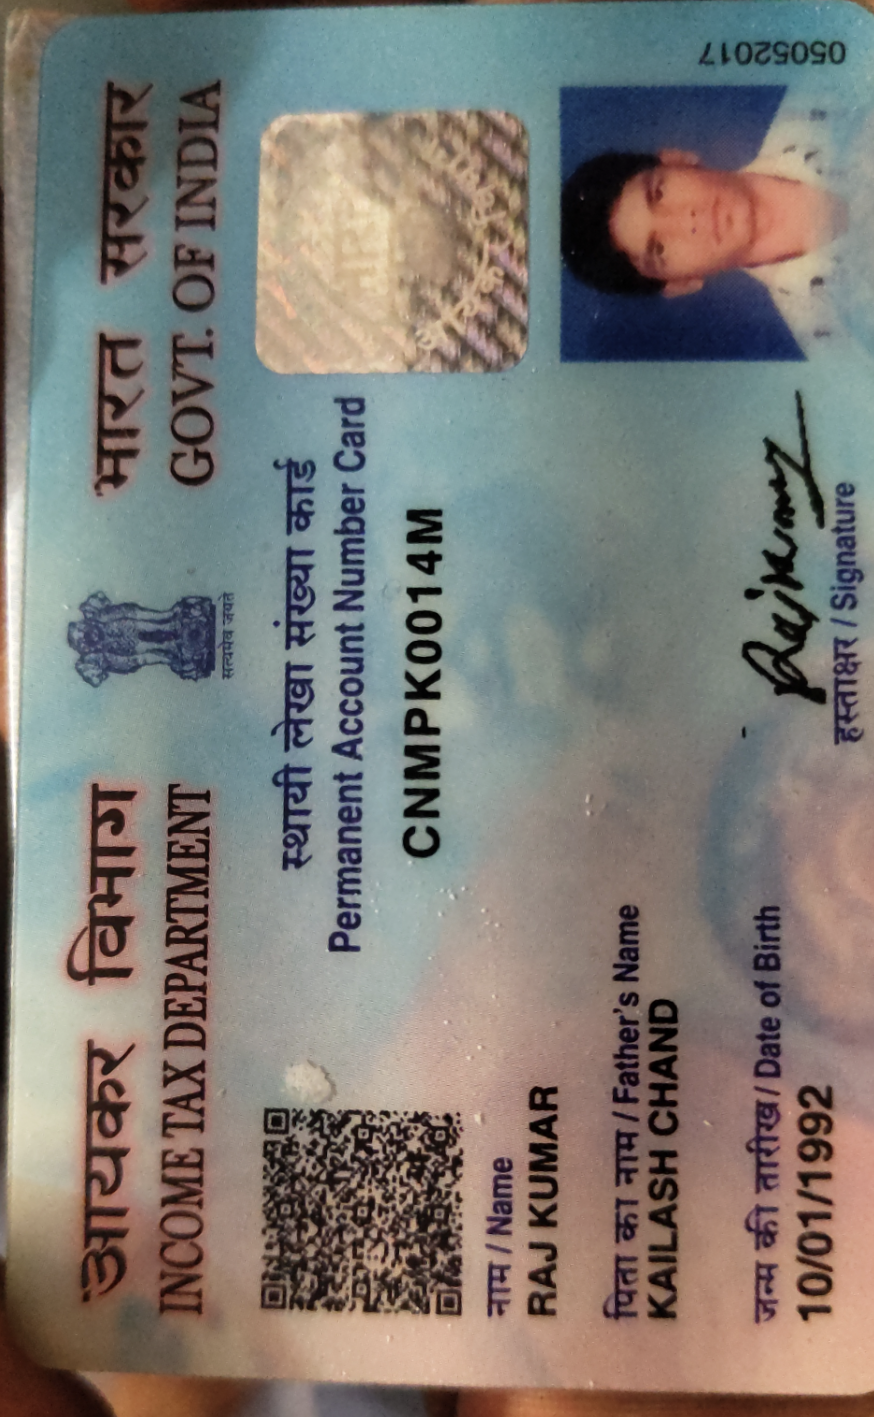 आयकर विभाग
INCOME TAX DEPARTMENT
सत्यमेव जयते
भारत सरकार
GOVT. OF INDIA
स्थायी लेखा संख्या कार्ड
Permanent Account Number Card
CNMPK0014M
नाम / Name
RAJ KUMAR
पिता का नाम / Father's Name
KAILASH CHAND
जन्म की तारीख / Date of Birth
10/01/1992
Rajkumar
हस्ताक्षर / Signature
05052017